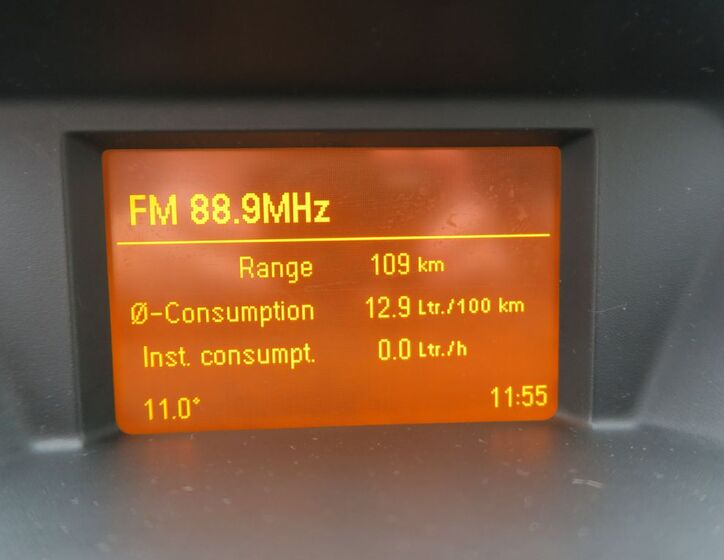 FM 88.9MHz
Range 109 km
Ø-Consumption 12.9 Ltr./100 km
Inst. consumpt. 0.0 Ltr./h
11.0° 11:55